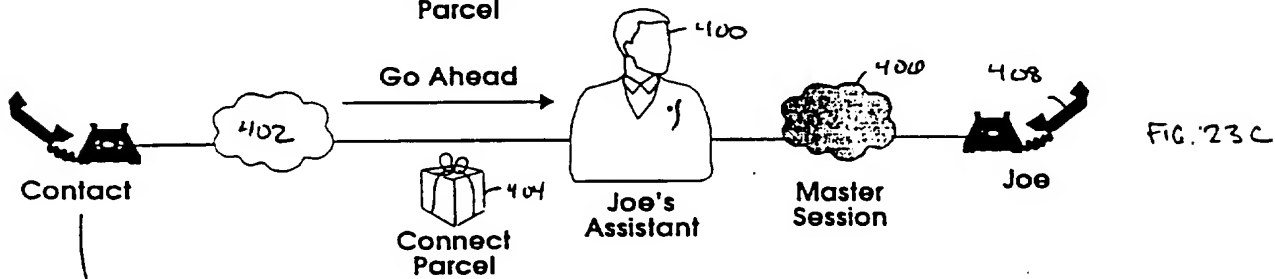 Parcel
400
Go Ahead
406
408
402
FIG. 23C
Contact
404
Joe's
Assistant
Master
Session
Joe
Connect
Parcel